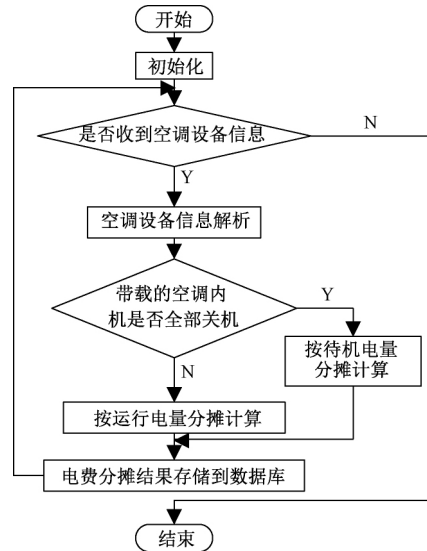 开始
初始化
是否收到空调设备信息
N
Y
空调设备信息解析
带载的空调内
机是否全部关机
Y
按待机电量
分摊计算
N
按运行电量分摊计算
电费分摊结果存储到数据库
结束